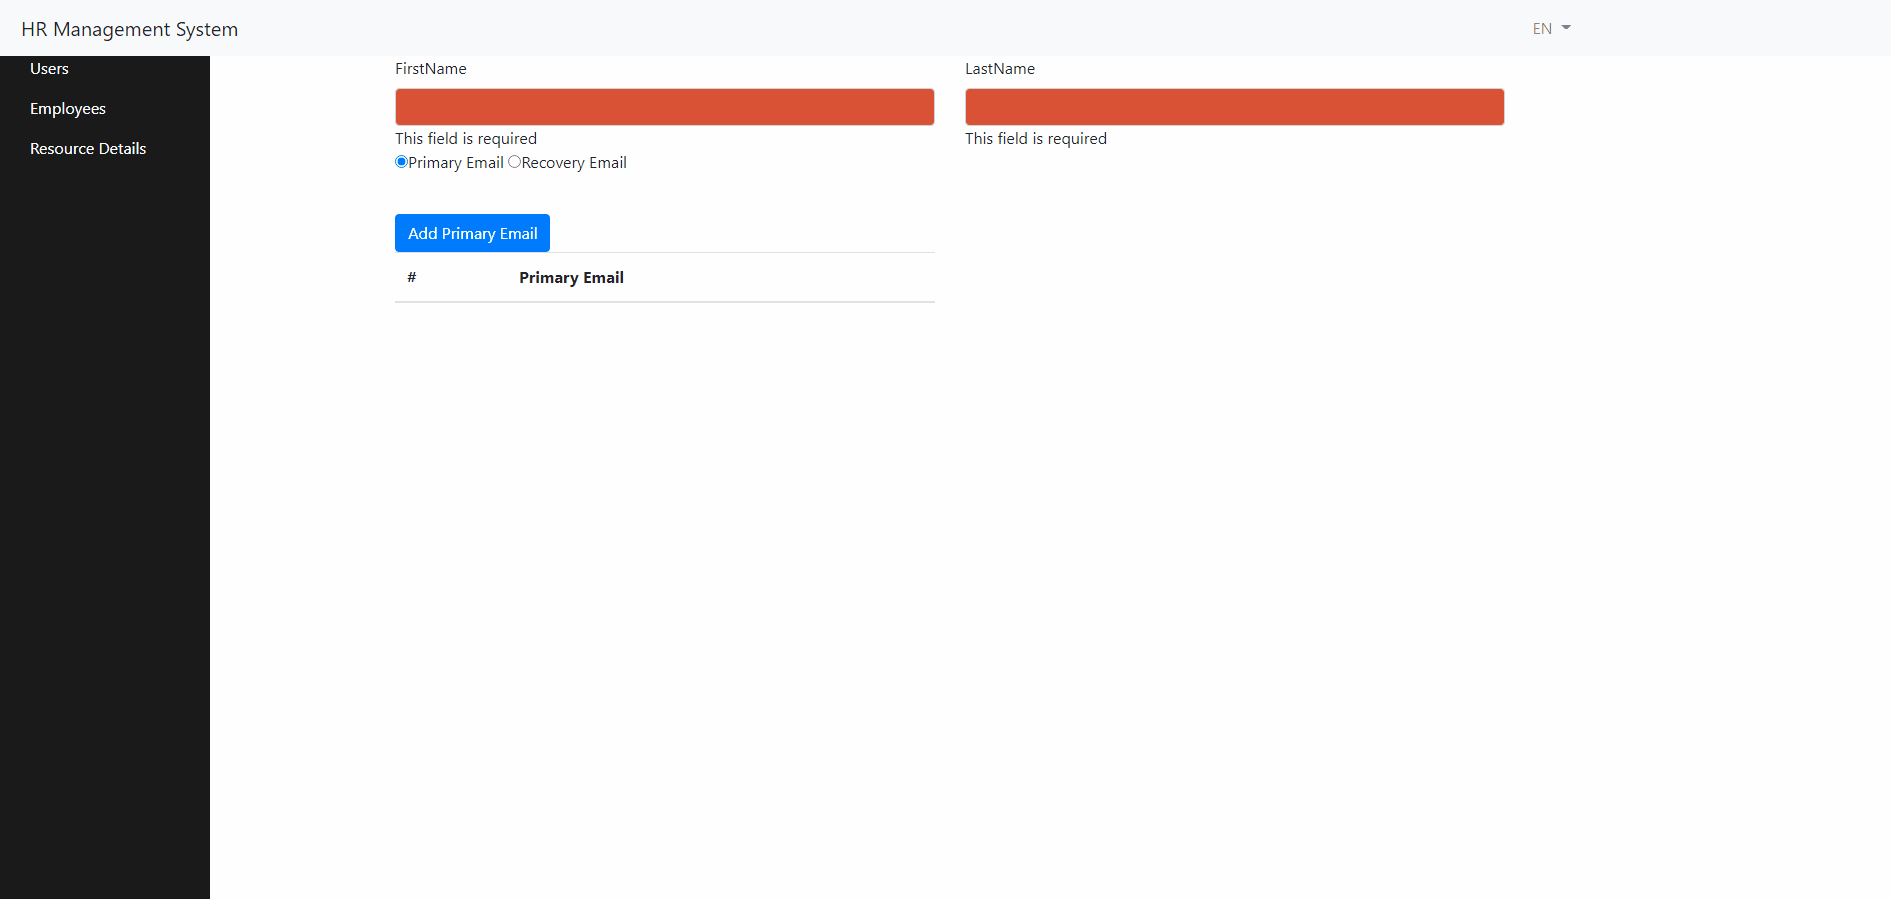 HR Management System
EN
Users
Employees
Resource Details
FirstName
LastName
This field is required
This field is required
Primary Email Recovery Email
Add Primary Email
# Primary Email